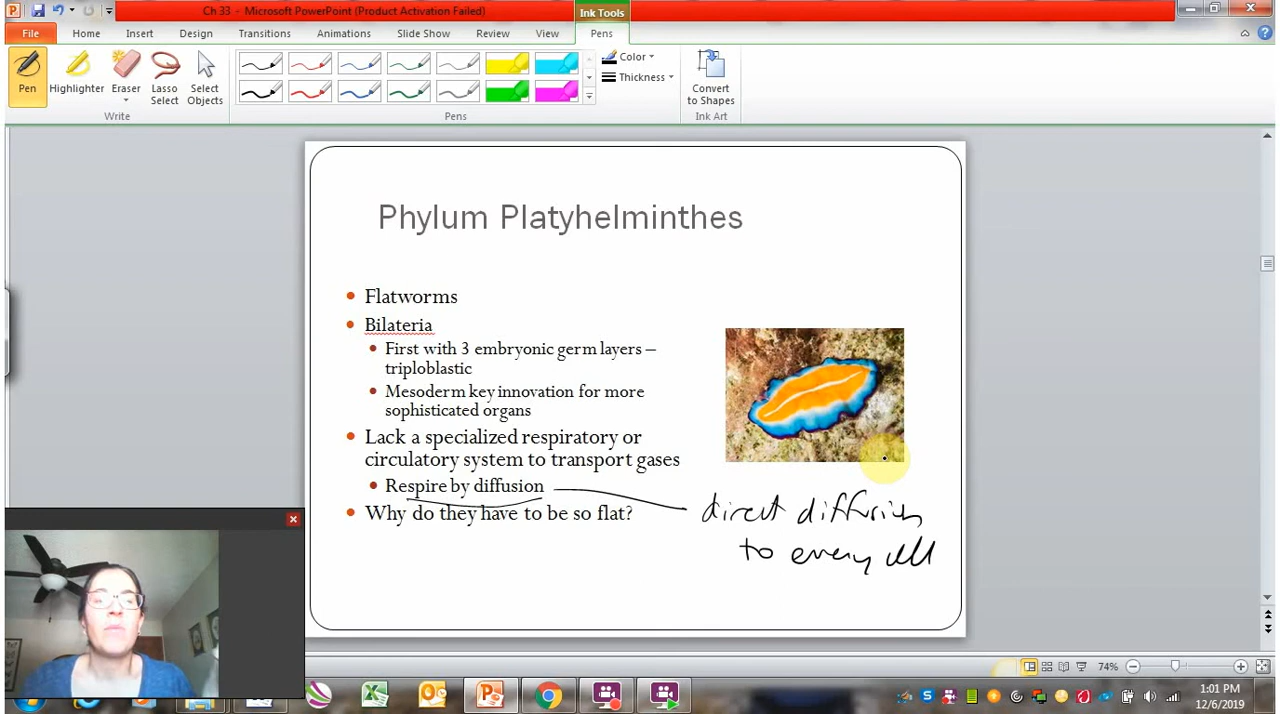 Ch 33 - Microsoft PowerPoint (Product Activation Failed)
Ink Tools
File
Home
Insert
Design
Transitions
Animations
Slide Show
Review
View
Pens
Pen
Highlighter
Eraser
Lasso
Select
Select
Objects
Color
Thickness
Convert
to Shapes
Write
Pens
Ink Art
Phylum Platyhelminthes
Flatworms
Bilateria
First with 3 embryonic germ layers –
triploblastic
Mesoderm key innovation for more
sophisticated organs
Lack a specialized respiratory or
circulatory system to transport gases
Respire by diffusion
Why do they have to be so flat?
direct diffusion
to every cell
74%
1:01 PM
12/6/2019